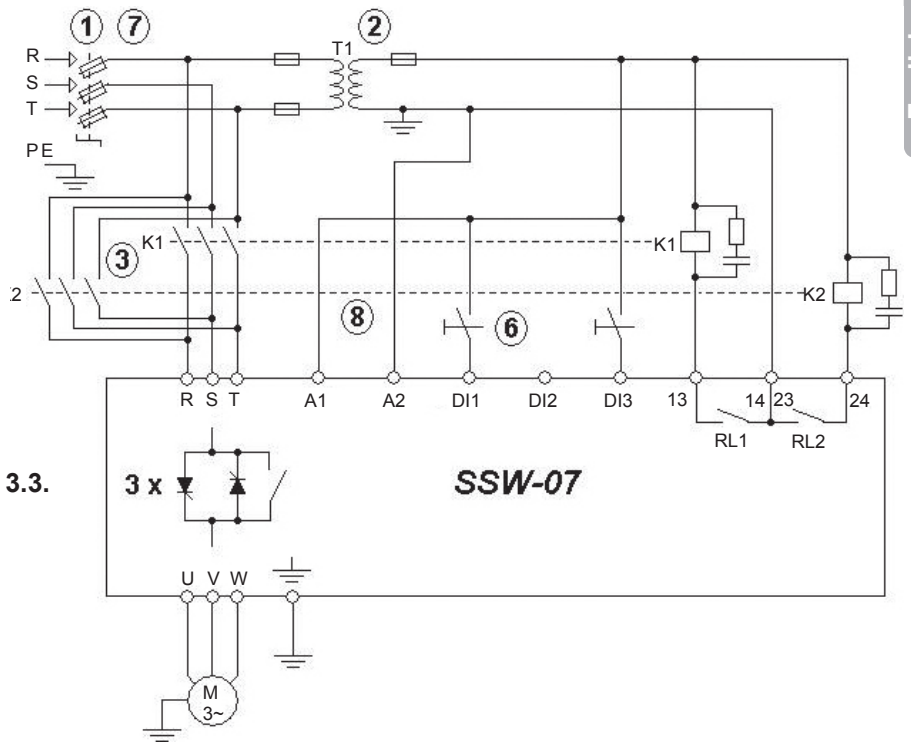 1 7 2
T1
R
S
T
PE
K1 K1
3
2 K2
8 6
R S T A1 A2 DI1 DI2 DI3 13 14 23 24
RL1 RL2
3.3. 3 x SSW-07
U V W
M
3~